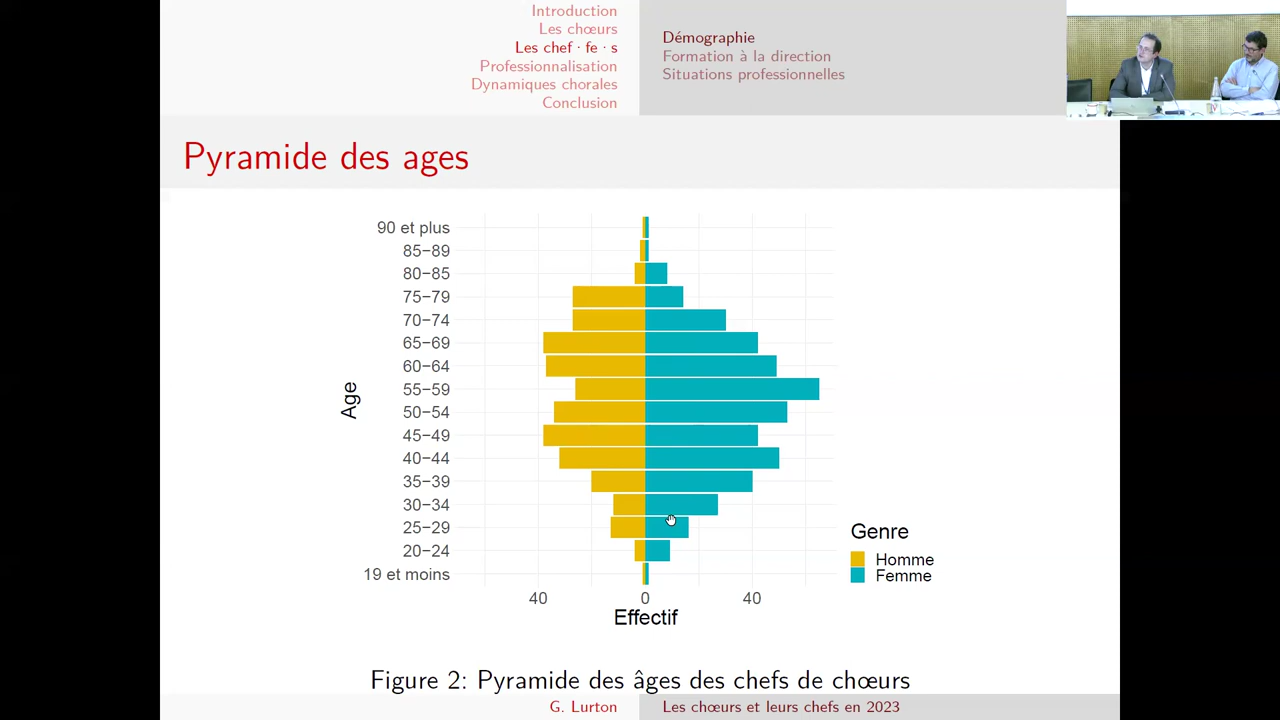 Introduction
Les chœurs
Les chef · fe · s
Professionnalisation
Dynamiques chorales
Conclusion
Démographie
Formation à la direction
Situations professionnelles
Pyramide des ages
90 et plus
85−89
80−85
75−79
70−74
65−69
60−64
55−59
50−54
45−49
40−44
35−39
30−34
25−29
20−24
19 et moins
Age
40 0 40
Effectif
Genre
Homme
Femme
Figure 2: Pyramide des âges des chefs de chœurs
G. Lurton
Les chœurs et leurs chefs en 2023